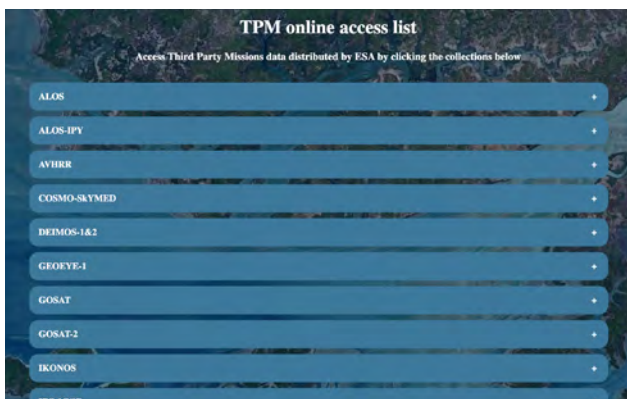 TPM online access list
Access Third Party Missions data distributed by ESA by clicking the collections below
ALOS +
ALOS-IPY +
AVHRR +
COSMO-SkYMED +
DEIMOS-1&2 +
GEOEYE-1 +
GOSAT +
GOSAT-2 +
IKONOS +